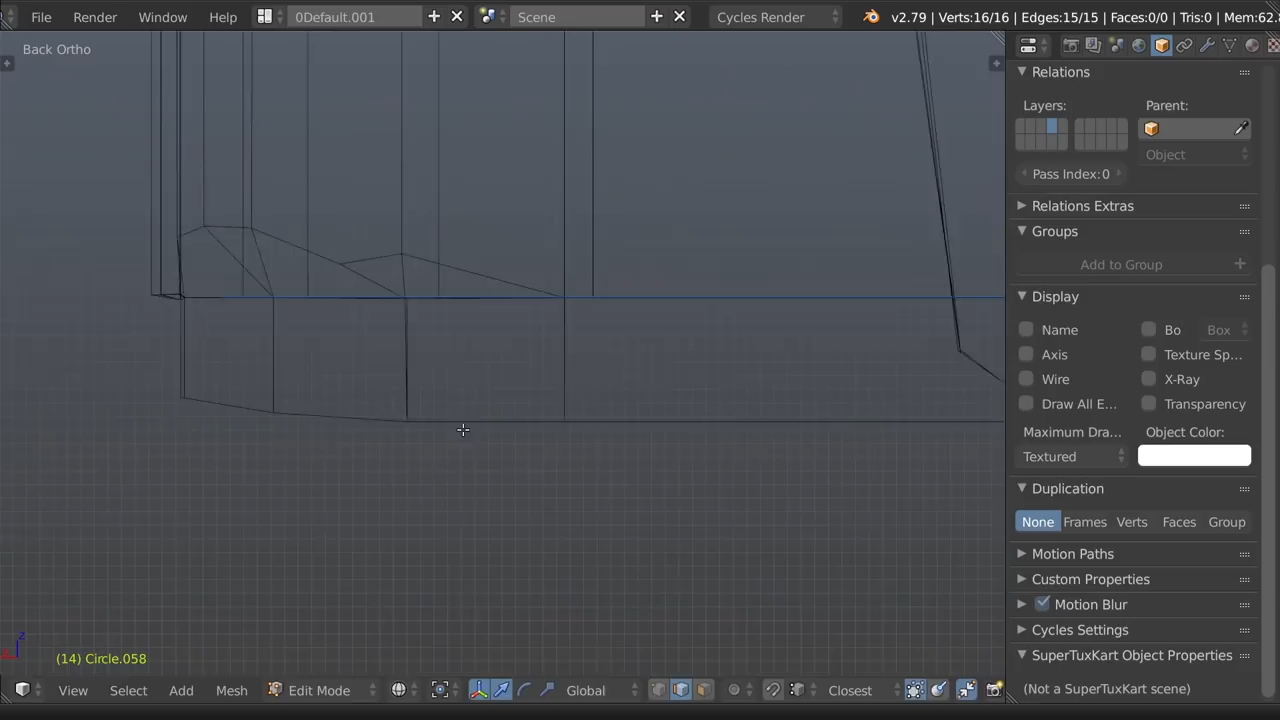 File Render Window Help 0Default.001 Scene Cycles Render v2.79 | Verts:16/16 | Edges:15/15 | Faces:0/0 | Tris:0 | Mem:62.
Back Ortho
Relations
Layers: Parent:
Object
Pass Index:0
Relations Extras
Groups
Add to Group
Display
Name Bo Box
Axis Texture Sp...
Wire X-Ray
Draw All E... Transparency
Maximum Dra... Object Color:
Textured
Duplication
None Frames Verts Faces Group
Motion Paths
Custom Properties
Motion Blur
Cycles Settings
SuperTuxKart Object Properties
(Not a SuperTuxKart scene)
z
(14) Circle.058
View Select Add Mesh Edit Mode Global Closest